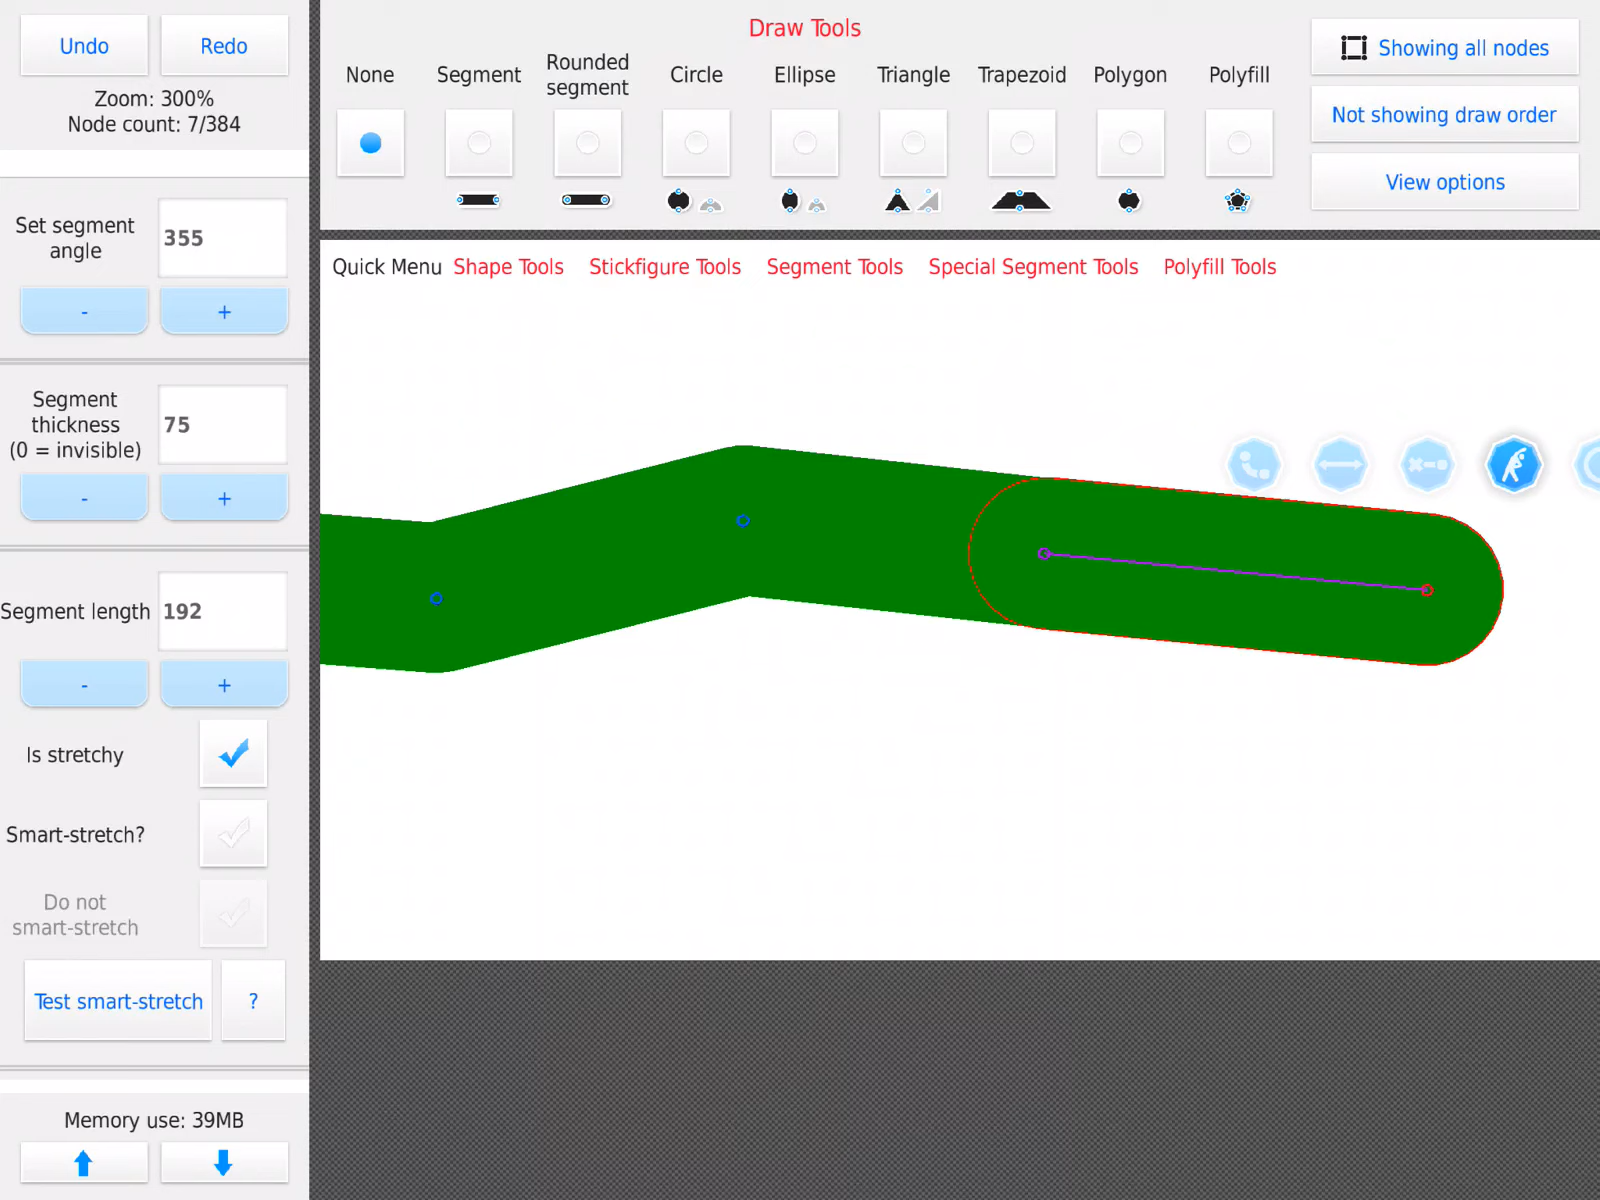 Undo
Redo
Zoom: 300%
Node count: 7/384
Set segment
angle
355
-
+
Segment
thickness
(0 = invisible)
75
-
+
Segment length
192
-
+
Is stretchy
Smart-stretch?
Do not
smart-stretch
Test smart-stretch
?
Memory use: 39MB
Draw Tools
None
Segment
Rounded
segment
Circle
Ellipse
Triangle
Trapezoid
Polygon
Polyfill
Showing all nodes
Not showing draw order
View options
Quick Menu
Shape Tools
Stickfigure Tools
Segment Tools
Special Segment Tools
Polyfill Tools